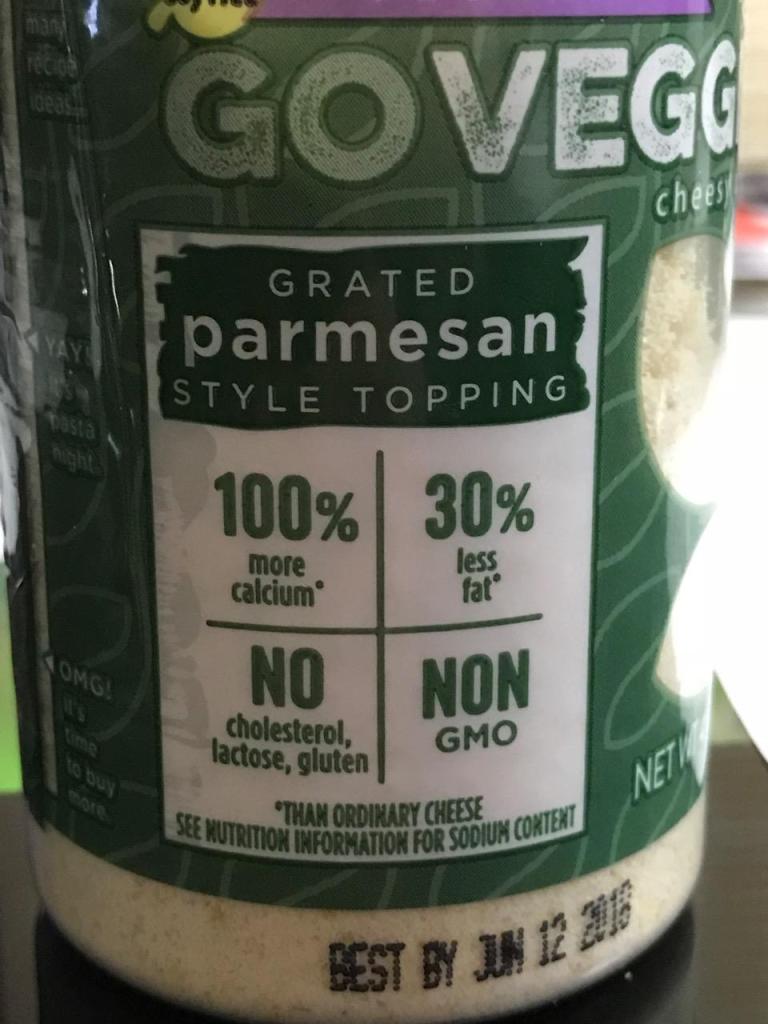 many
recipe
ideas...
GO VEGG
cheesy
GRATED
parmesan
STYLE TOPPING
YAY!
pasta
night.
100%
more
calcium*
30%
less
fat*
NO
cholesterol,
lactose, gluten
NON
GMO
OMG!
it's
time
to buy
more.
NET
*THAN ORDINARY CHEESE
SEE NUTRITION INFORMATION FOR SODIUM CONTENT
BEST BY JUN 12 2018